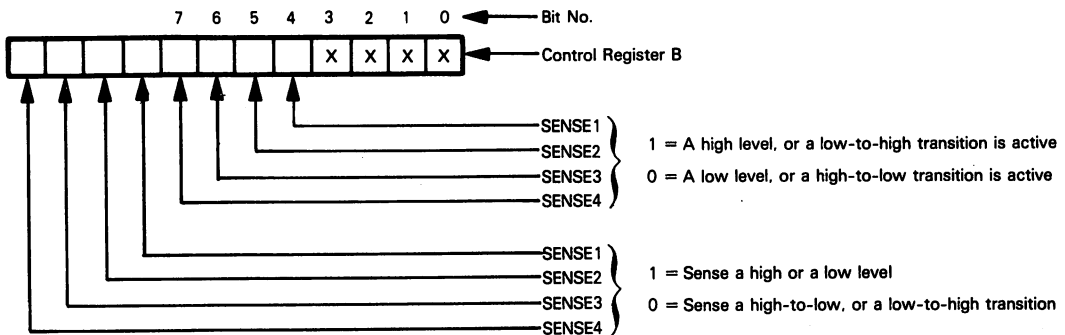 7 6 5 4 3 2 1 0 Bit No.
X X X X Control Register B
SENSE1
SENSE2
SENSE3
SENSE4
1 = A high level, or a low-to-high transition is active
0 = A low level, or a high-to-low transition is active
SENSE1
SENSE2
SENSE3
SENSE4
1 = Sense a high or a low level
0 = Sense a high-to-low, or a low-to-high transition